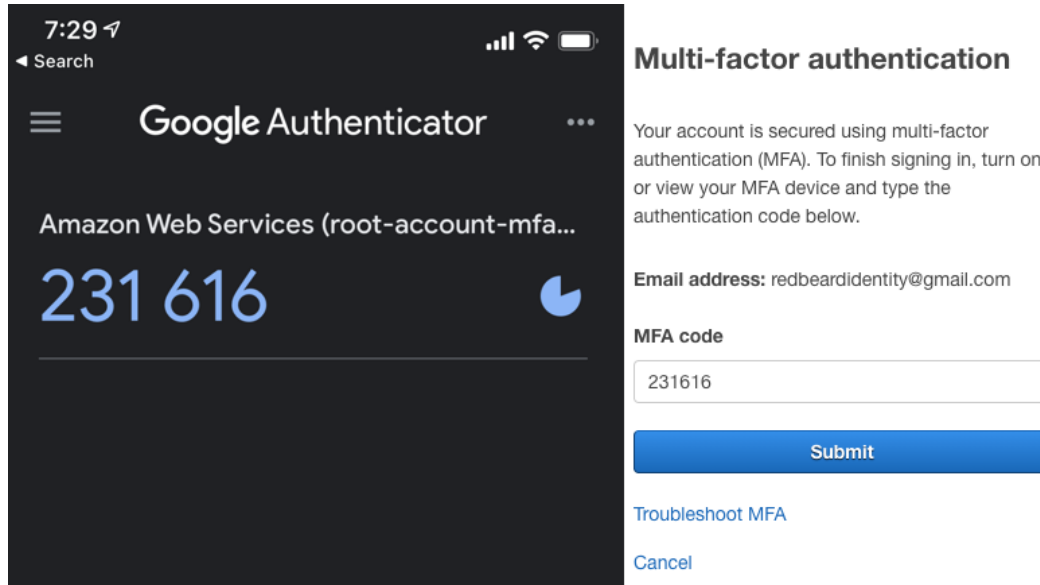 7:29
Search
Google Authenticator
Amazon Web Services (root-account-mfa...
231 616
Multi-factor authentication
Your account is secured using multi-factor
authentication (MFA). To finish signing in, turn on
or view your MFA device and type the
authentication code below.
Email address: redbeardidentity@gmail.com
MFA code
231616
Submit
Troubleshoot MFA
Cancel